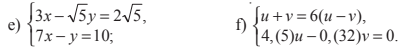 e) {3x − √5y = 2√5,
7x − y = 10;
f) {u + v = 6(u − v),
4,(5)u − 0,(32)v = 0.